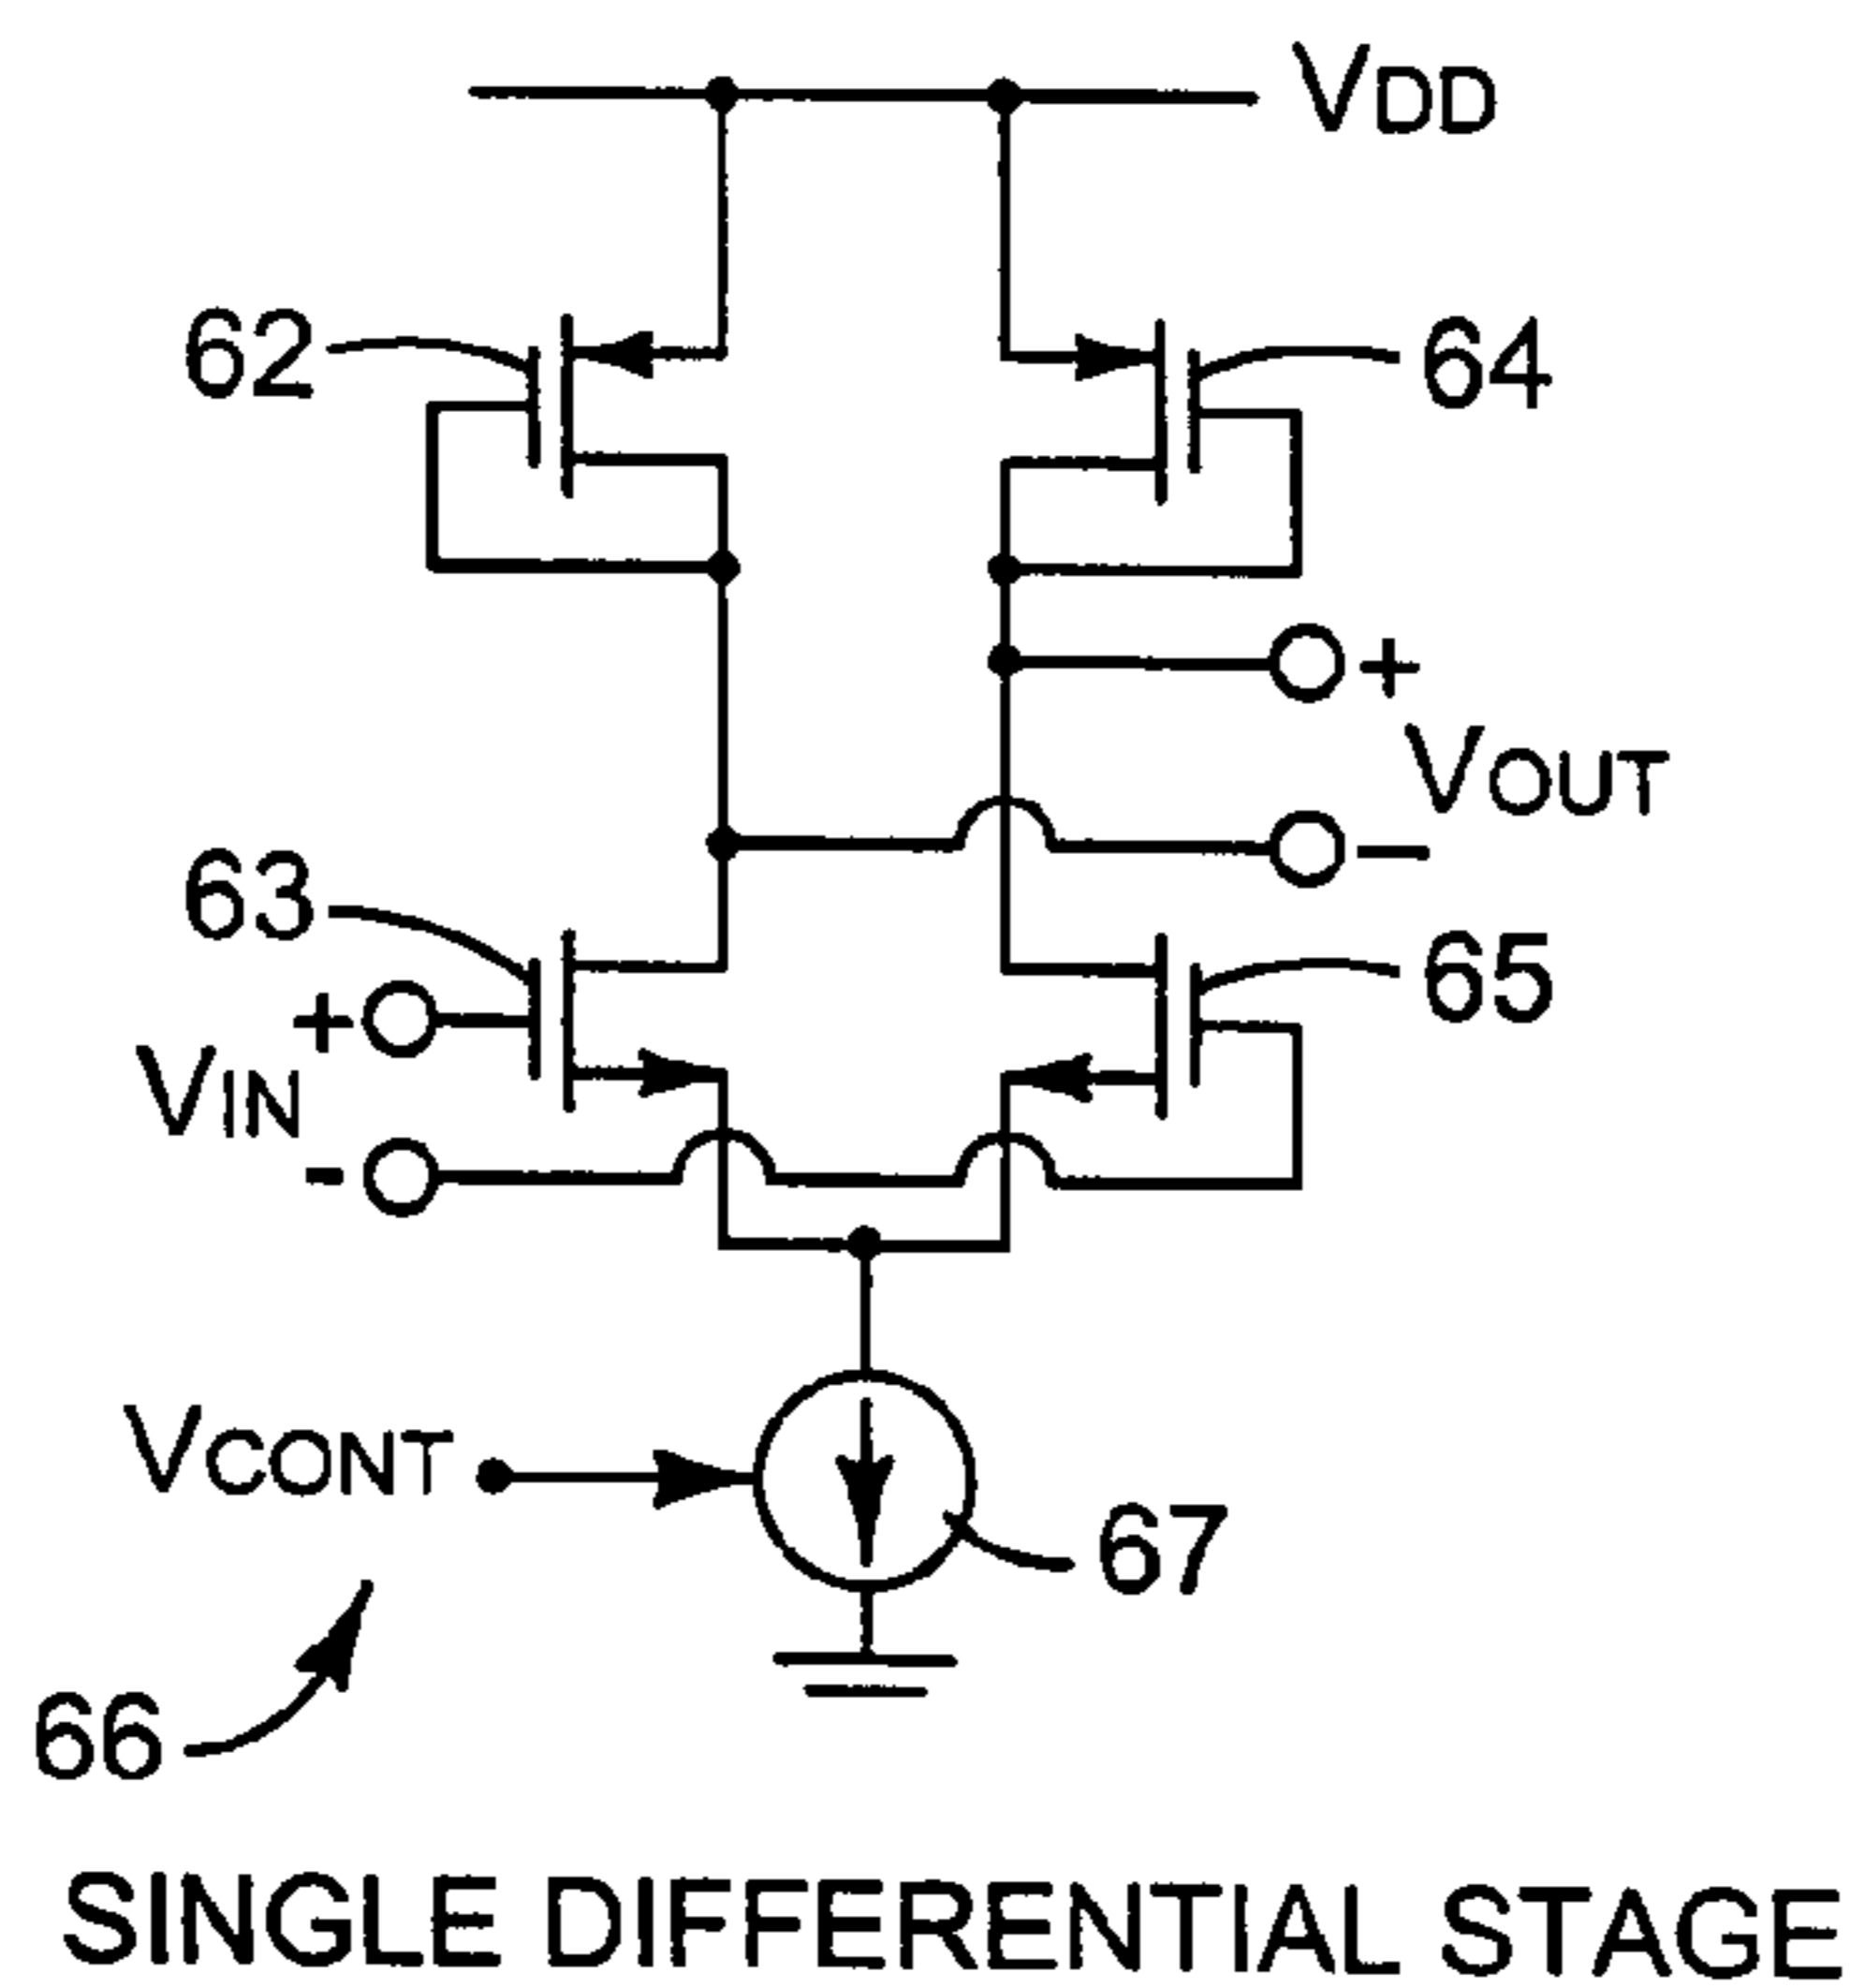 VDD
62
64
+
VOUT
—
63
65
+
VIN
-
VCONT
67
66
SINGLE DIFFERENTIAL STAGE